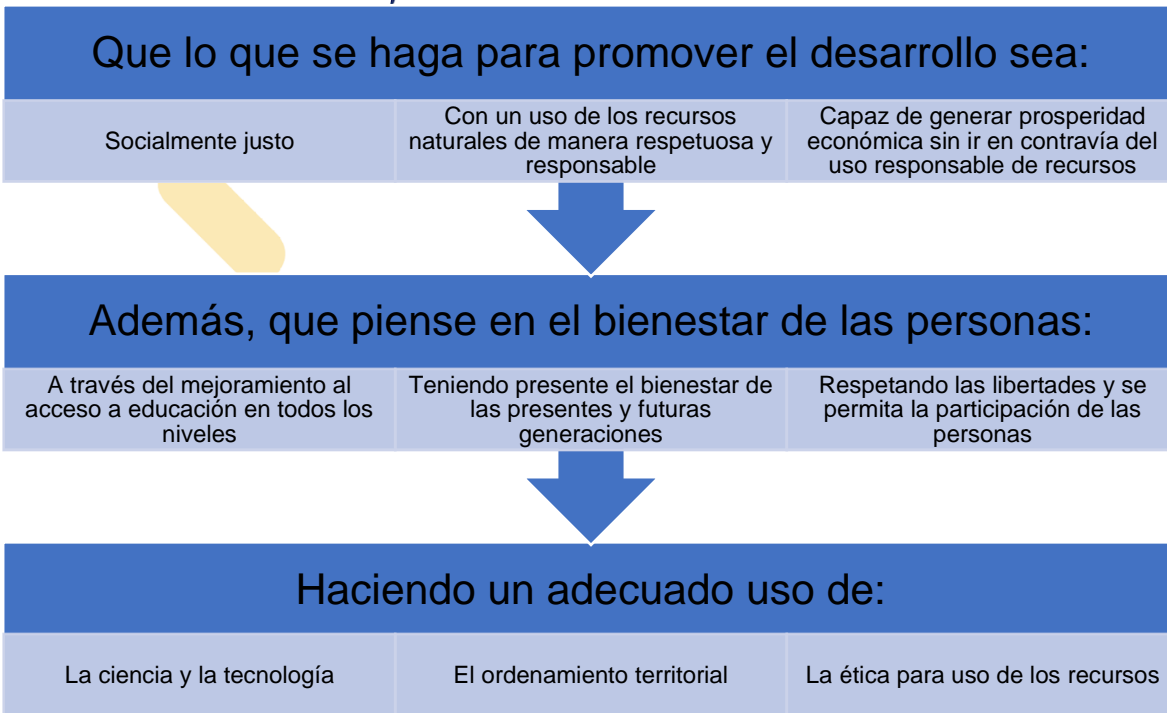 Que lo que se haga para promover el desarrollo sea:
Socialmente justo
Con un uso de los recursos
naturales de manera respetuosa y
responsable
Capaz de generar prosperidad
económica sin ir en contravía del
uso responsable de recursos
Además, que piense en el bienestar de las personas:
A través del mejoramiento al
acceso a educación en todos los
niveles
Teniendo presente el bienestar de
las presentes y futuras
generaciones
Respetando las libertades y se
permita la participación de las
personas
Haciendo un adecuado uso de:
La ciencia y la tecnología
El ordenamiento territorial
La ética para uso de los recursos